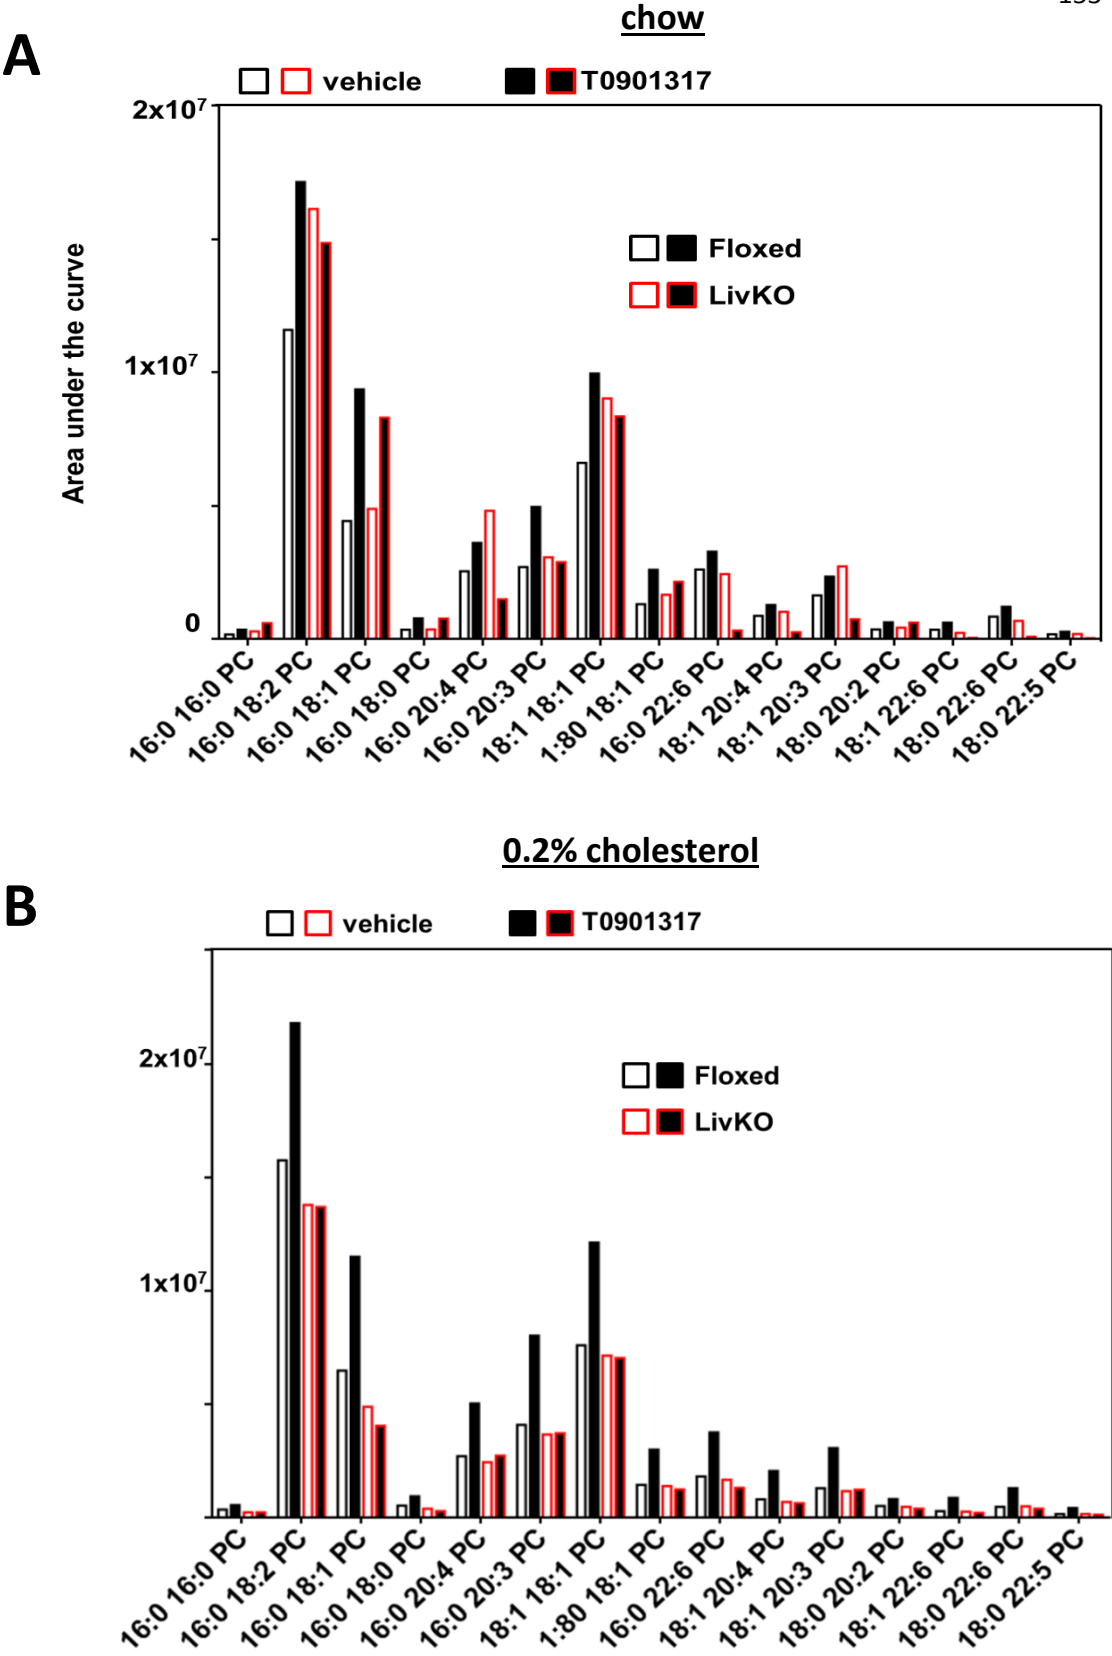 chow
A
vehicle T0901317
2x10⁷
Floxed
LivKO
Area under the curve
1x10⁷
0
16:0 16:0 PC
16:0 18:2 PC
16:0 18:1 PC
16:0 18:0 PC
16:0 20:4 PC
16:0 20:3 PC
18:1 18:1 PC
1:80 18:1 PC
16:0 22:6 PC
18:1 20:4 PC
18:1 20:3 PC
18:0 20:2 PC
18:1 22:6 PC
18:0 22:6 PC
18:0 22:5 PC
0.2% cholesterol
B
vehicle T0901317
2x10⁷
Floxed
LivKO
1x10⁷
16:0 16:0 PC
16:0 18:2 PC
16:0 18:1 PC
16:0 18:0 PC
16:0 20:4 PC
16:0 20:3 PC
18:1 18:1 PC
1:80 18:1 PC
16:0 22:6 PC
18:1 20:4 PC
18:1 20:3 PC
18:0 20:2 PC
18:1 22:6 PC
18:0 22:6 PC
18:0 22:5 PC